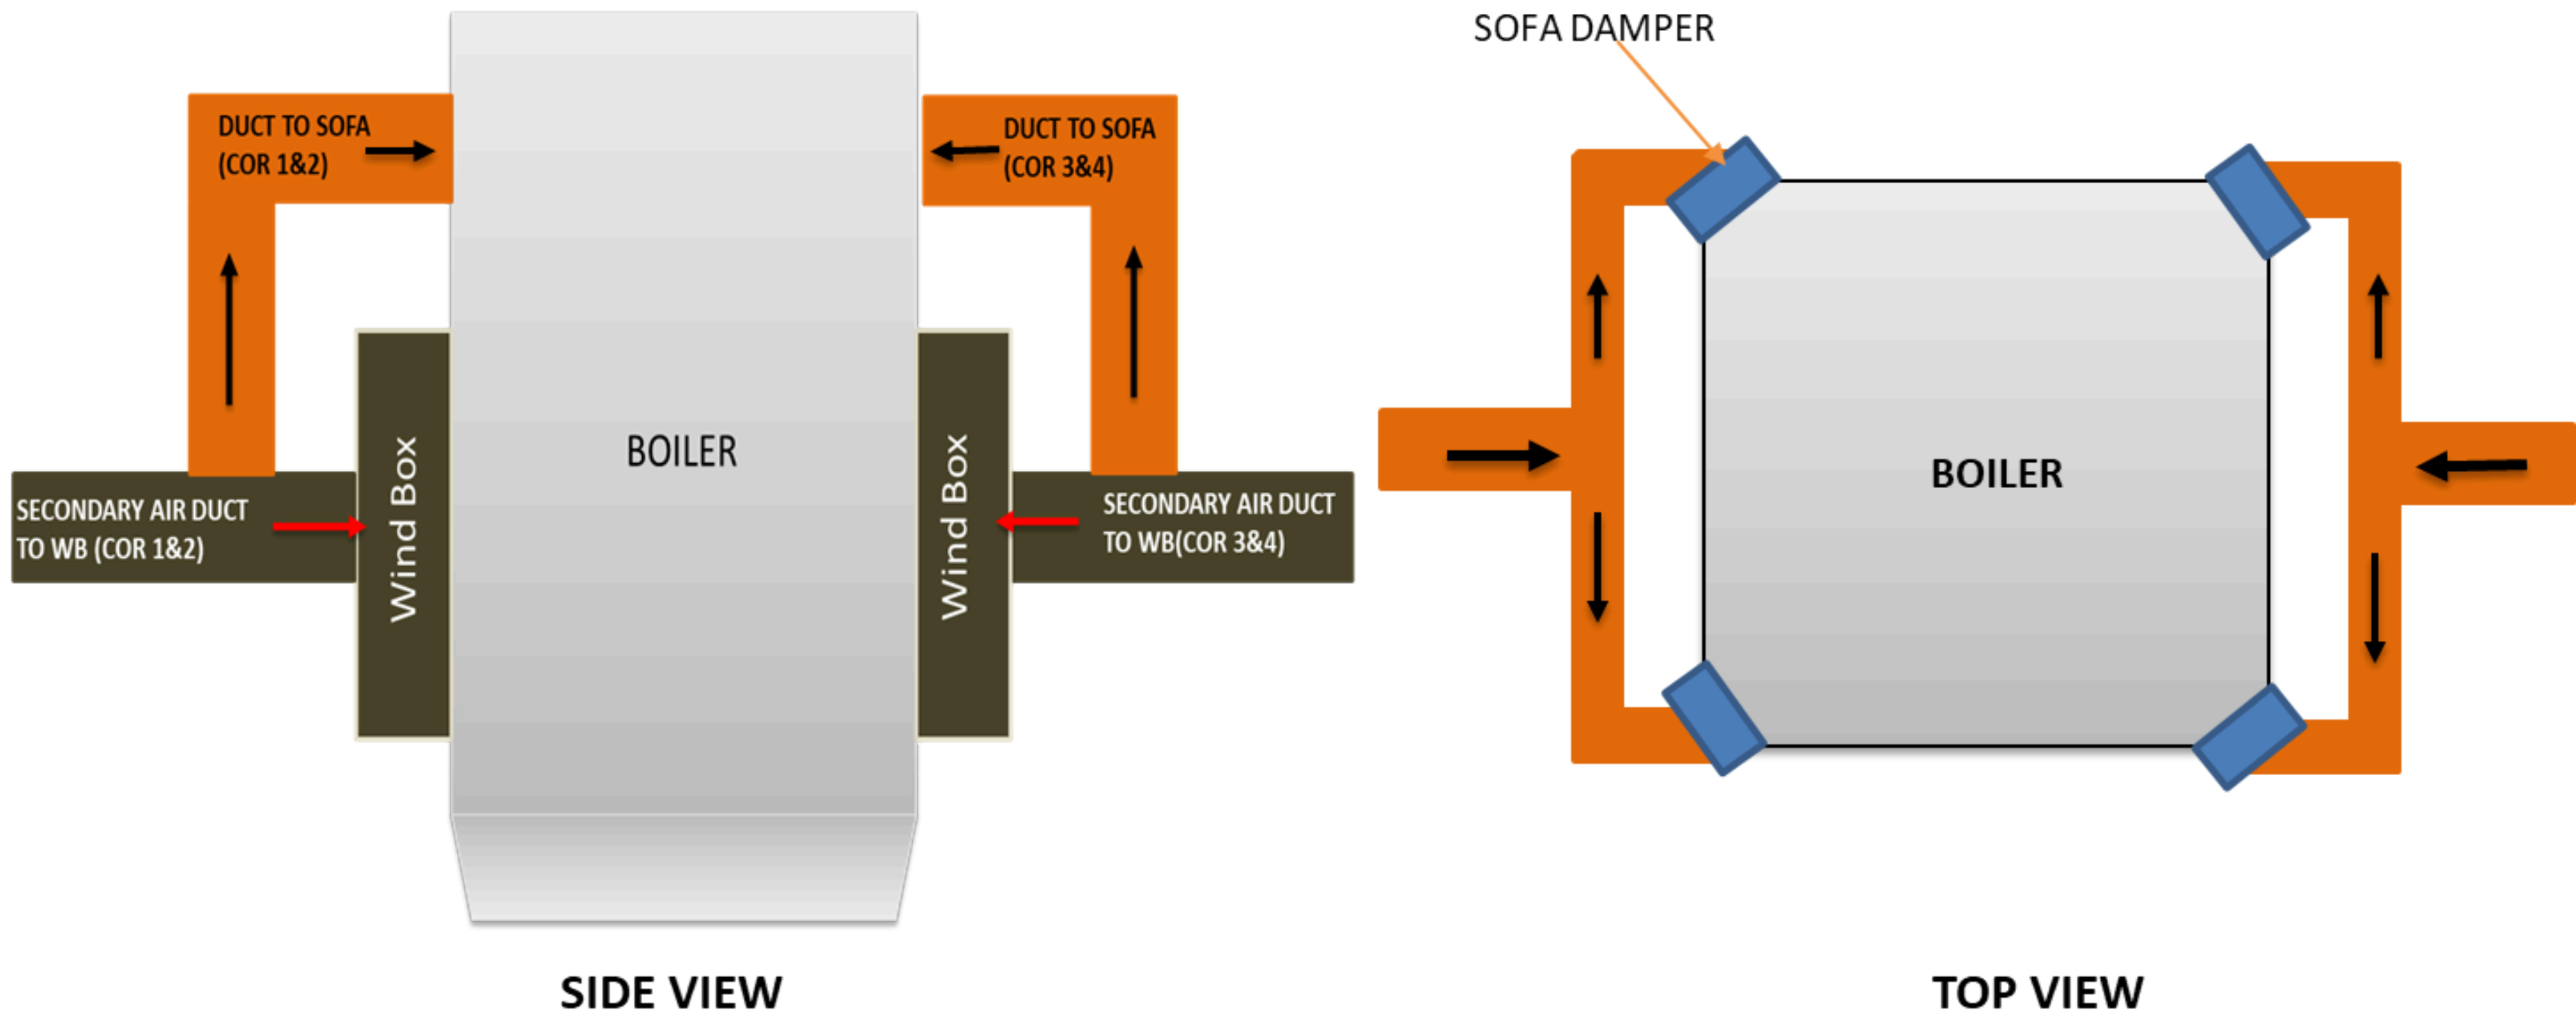 SOFA DAMPER
DUCT TO SOFA
(COR 1&2)
DUCT TO SOFA
(COR 3&4)
BOILER
Wind Box
Wind Box
SECONDARY AIR DUCT
TO WB (COR 1&2)
SECONDARY AIR DUCT
TO WB(COR 3&4)
BOILER
SIDE VIEW
TOP VIEW